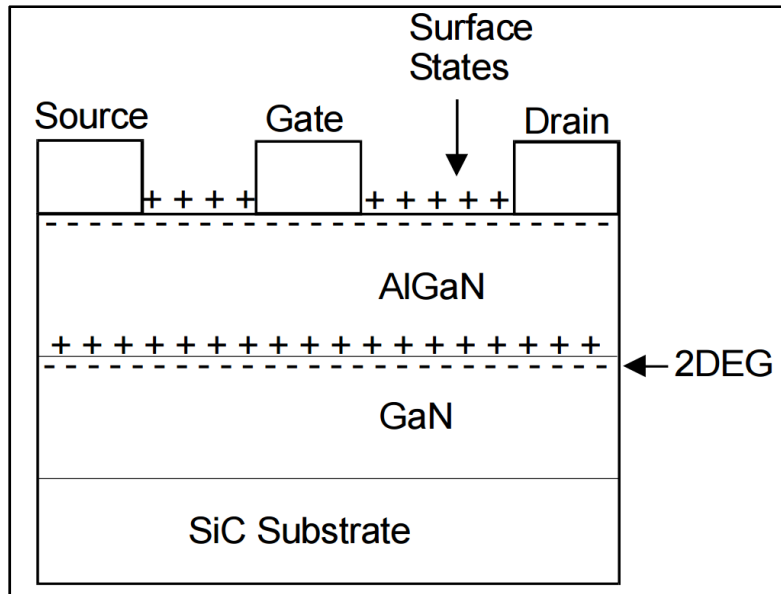 Surface
States
Source
Gate
Drain
+ + + +
+ + + + +
- - - - - - - - - - - - - - - - - - - - - - - -
AlGaN
+ + + + + + + + + + + + + + + + + +
- - - - - - - - - - - - - - - - - - - - - - - -
2DEG
GaN
SiC Substrate